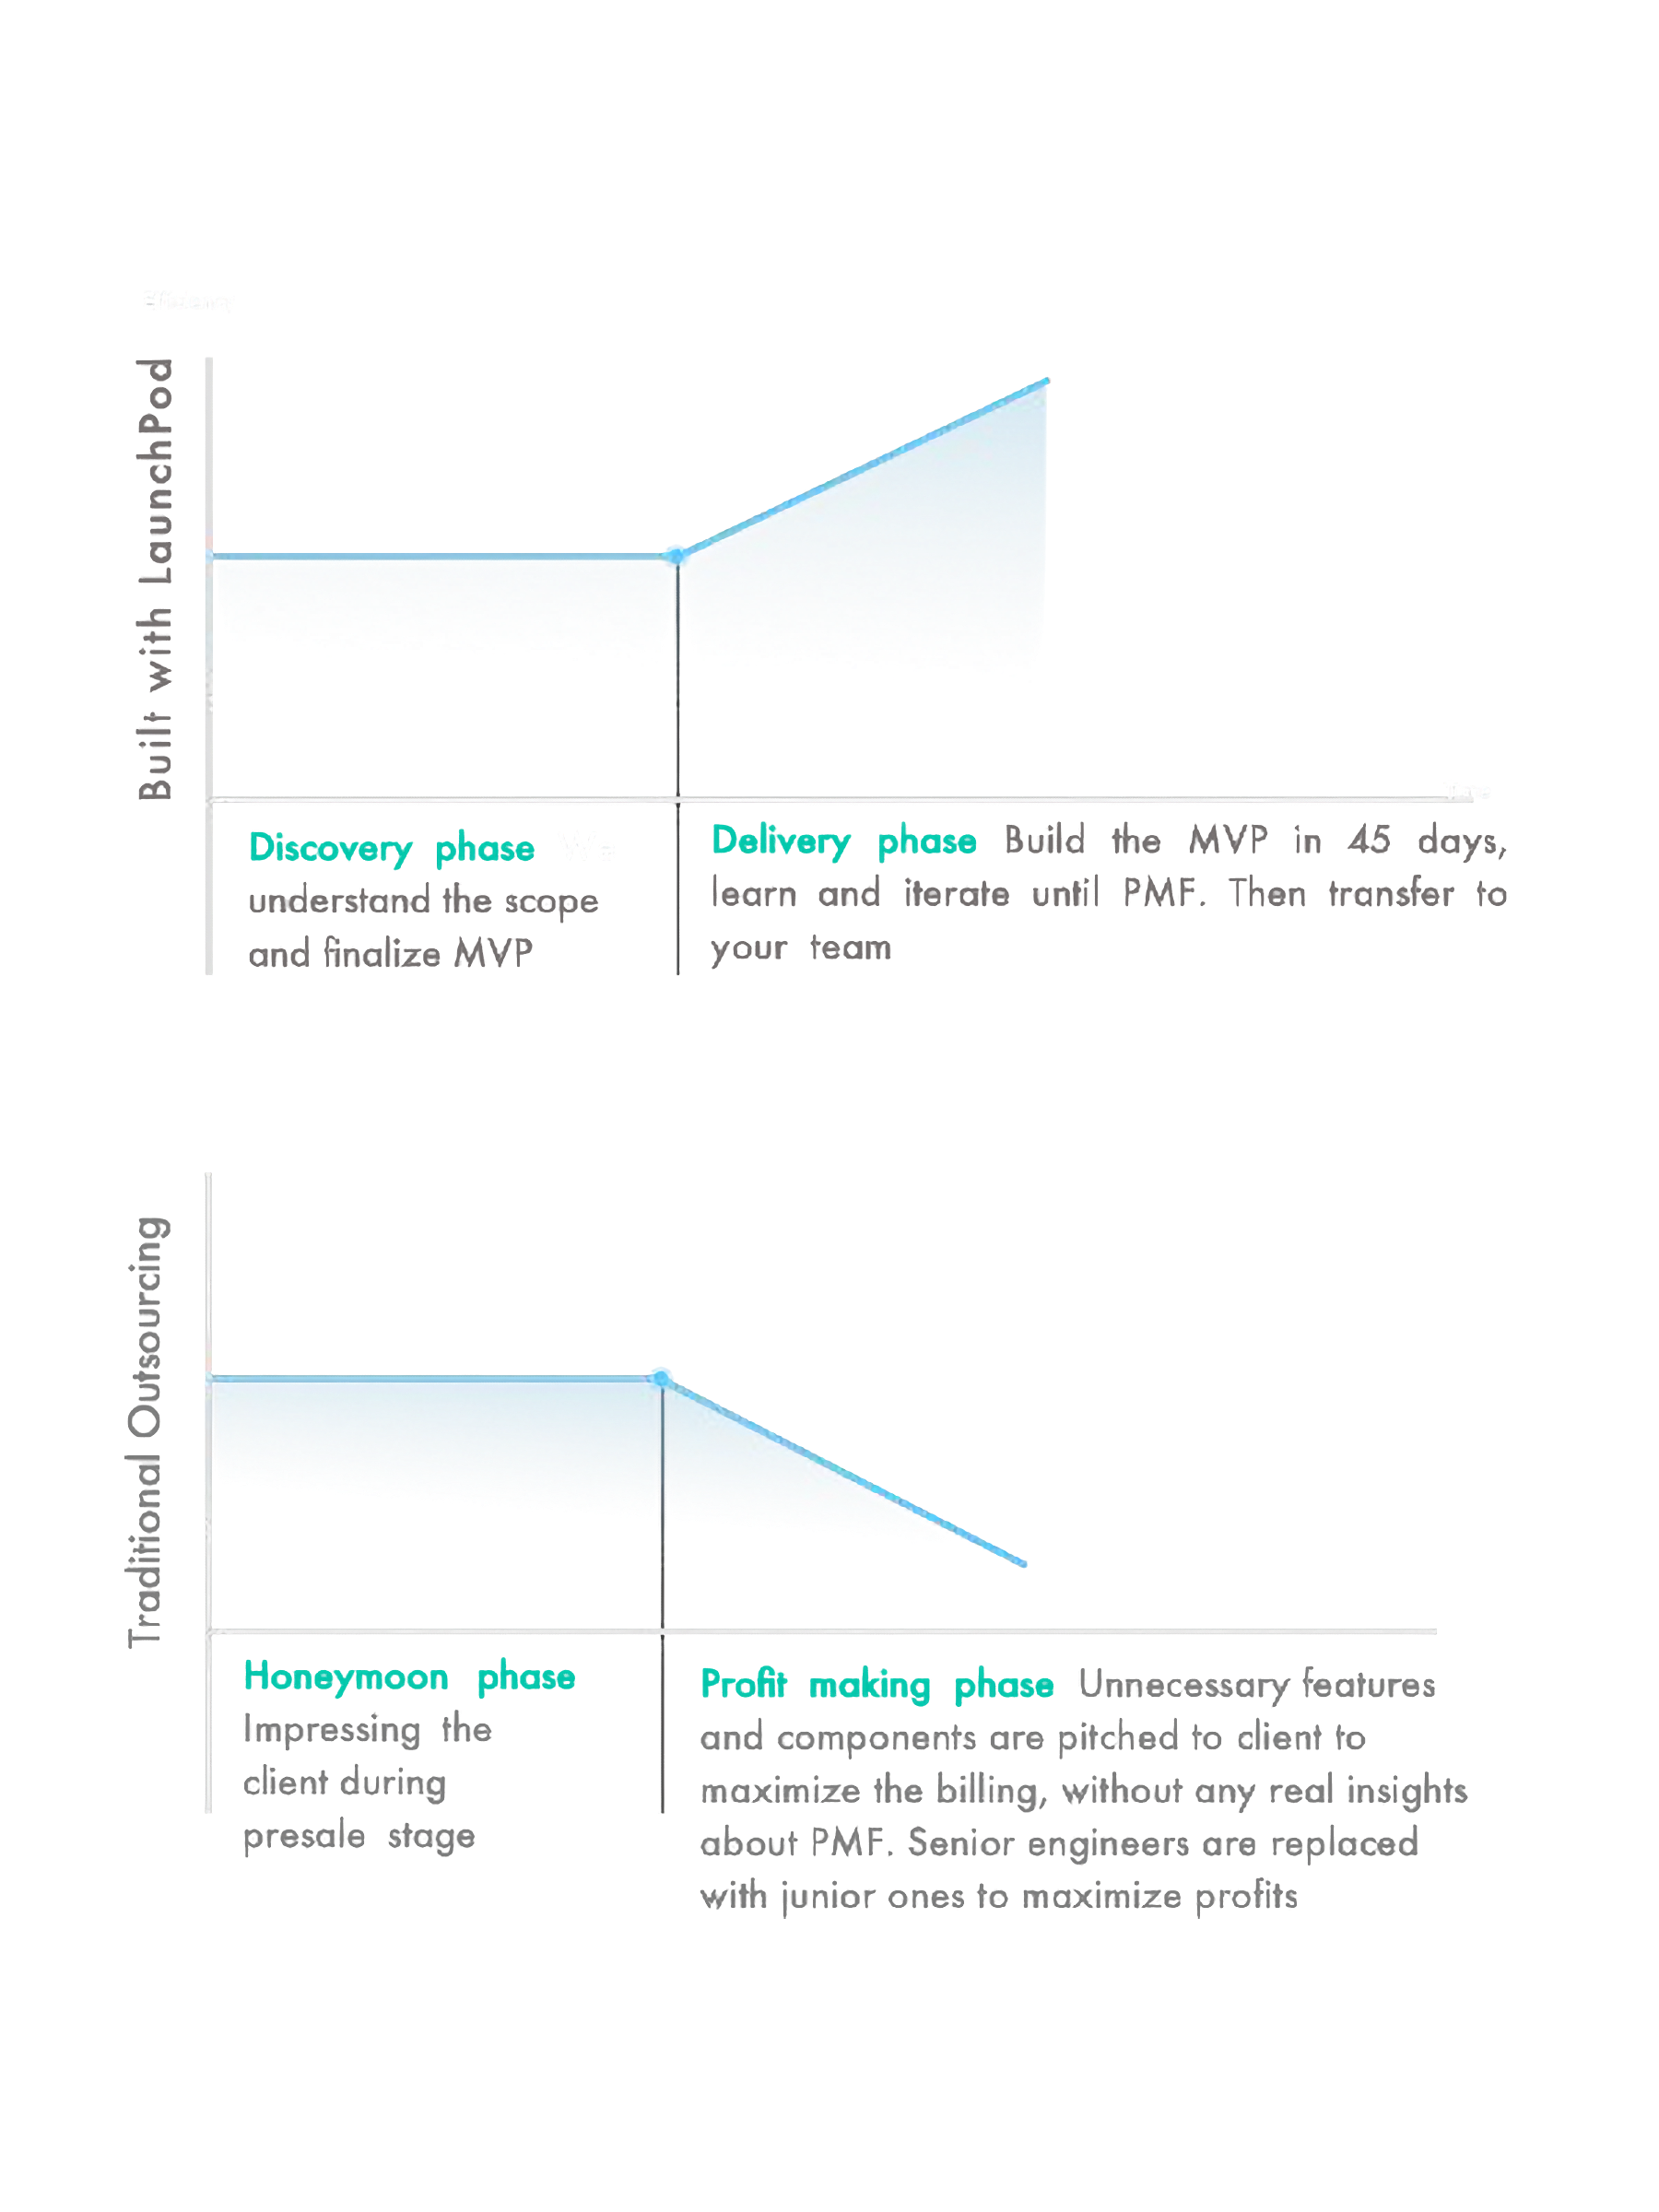 Efficiency
Built with LaunchPod
Discovery phase We
understand the scope
and finalize MVP
Delivery phase Build the MVP in 45 days,
learn and iterate until PMF. Then transfer to
your team
Traditional Outsourcing
Honeymoon phase
Impressing the
client during
presale stage
Profit making phase Unnecessary features
and components are pitched to client to
maximize the billing, without any real insights
about PMF. Senior engineers are replaced
with junior ones to maximize profits